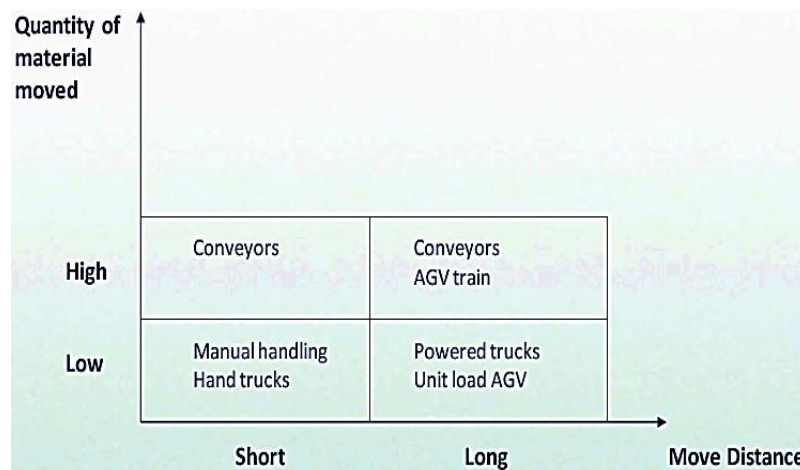 Quantity of
material
moved
High
Conveyors
Conveyors
AGV train
Low
Manual handling
Hand trucks
Powered trucks
Unit load AGV
Short
Long
Move Distance